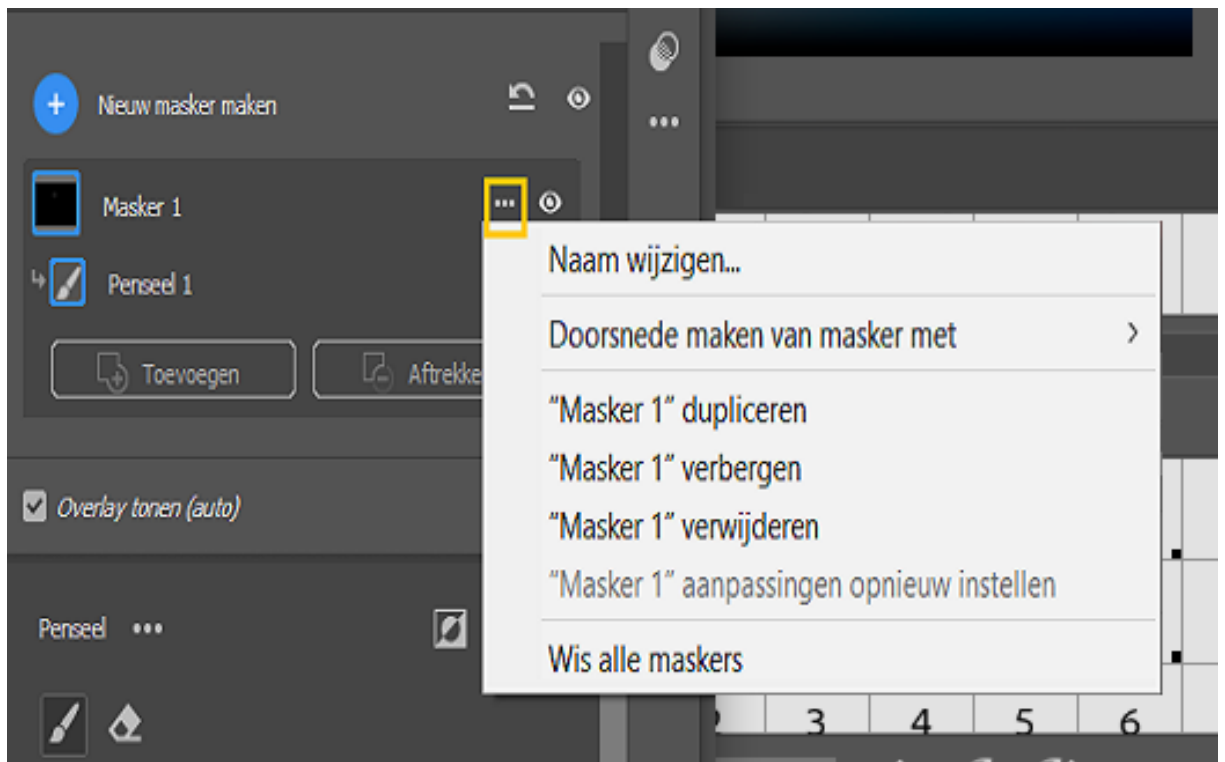 Nieuw masker maken
Masker 1
Naam wijzigen...
Penseel 1
Doorsnede maken van masker met
Toevoegen
Aftrekke
"Masker 1" dupliceren
"Masker 1" verbergen
Overlay tonen (auto)
"Masker 1" verwijderen
"Masker 1" aanpassingen opnieuw instellen
Penseel
Wis alle maskers
3 4 5 6